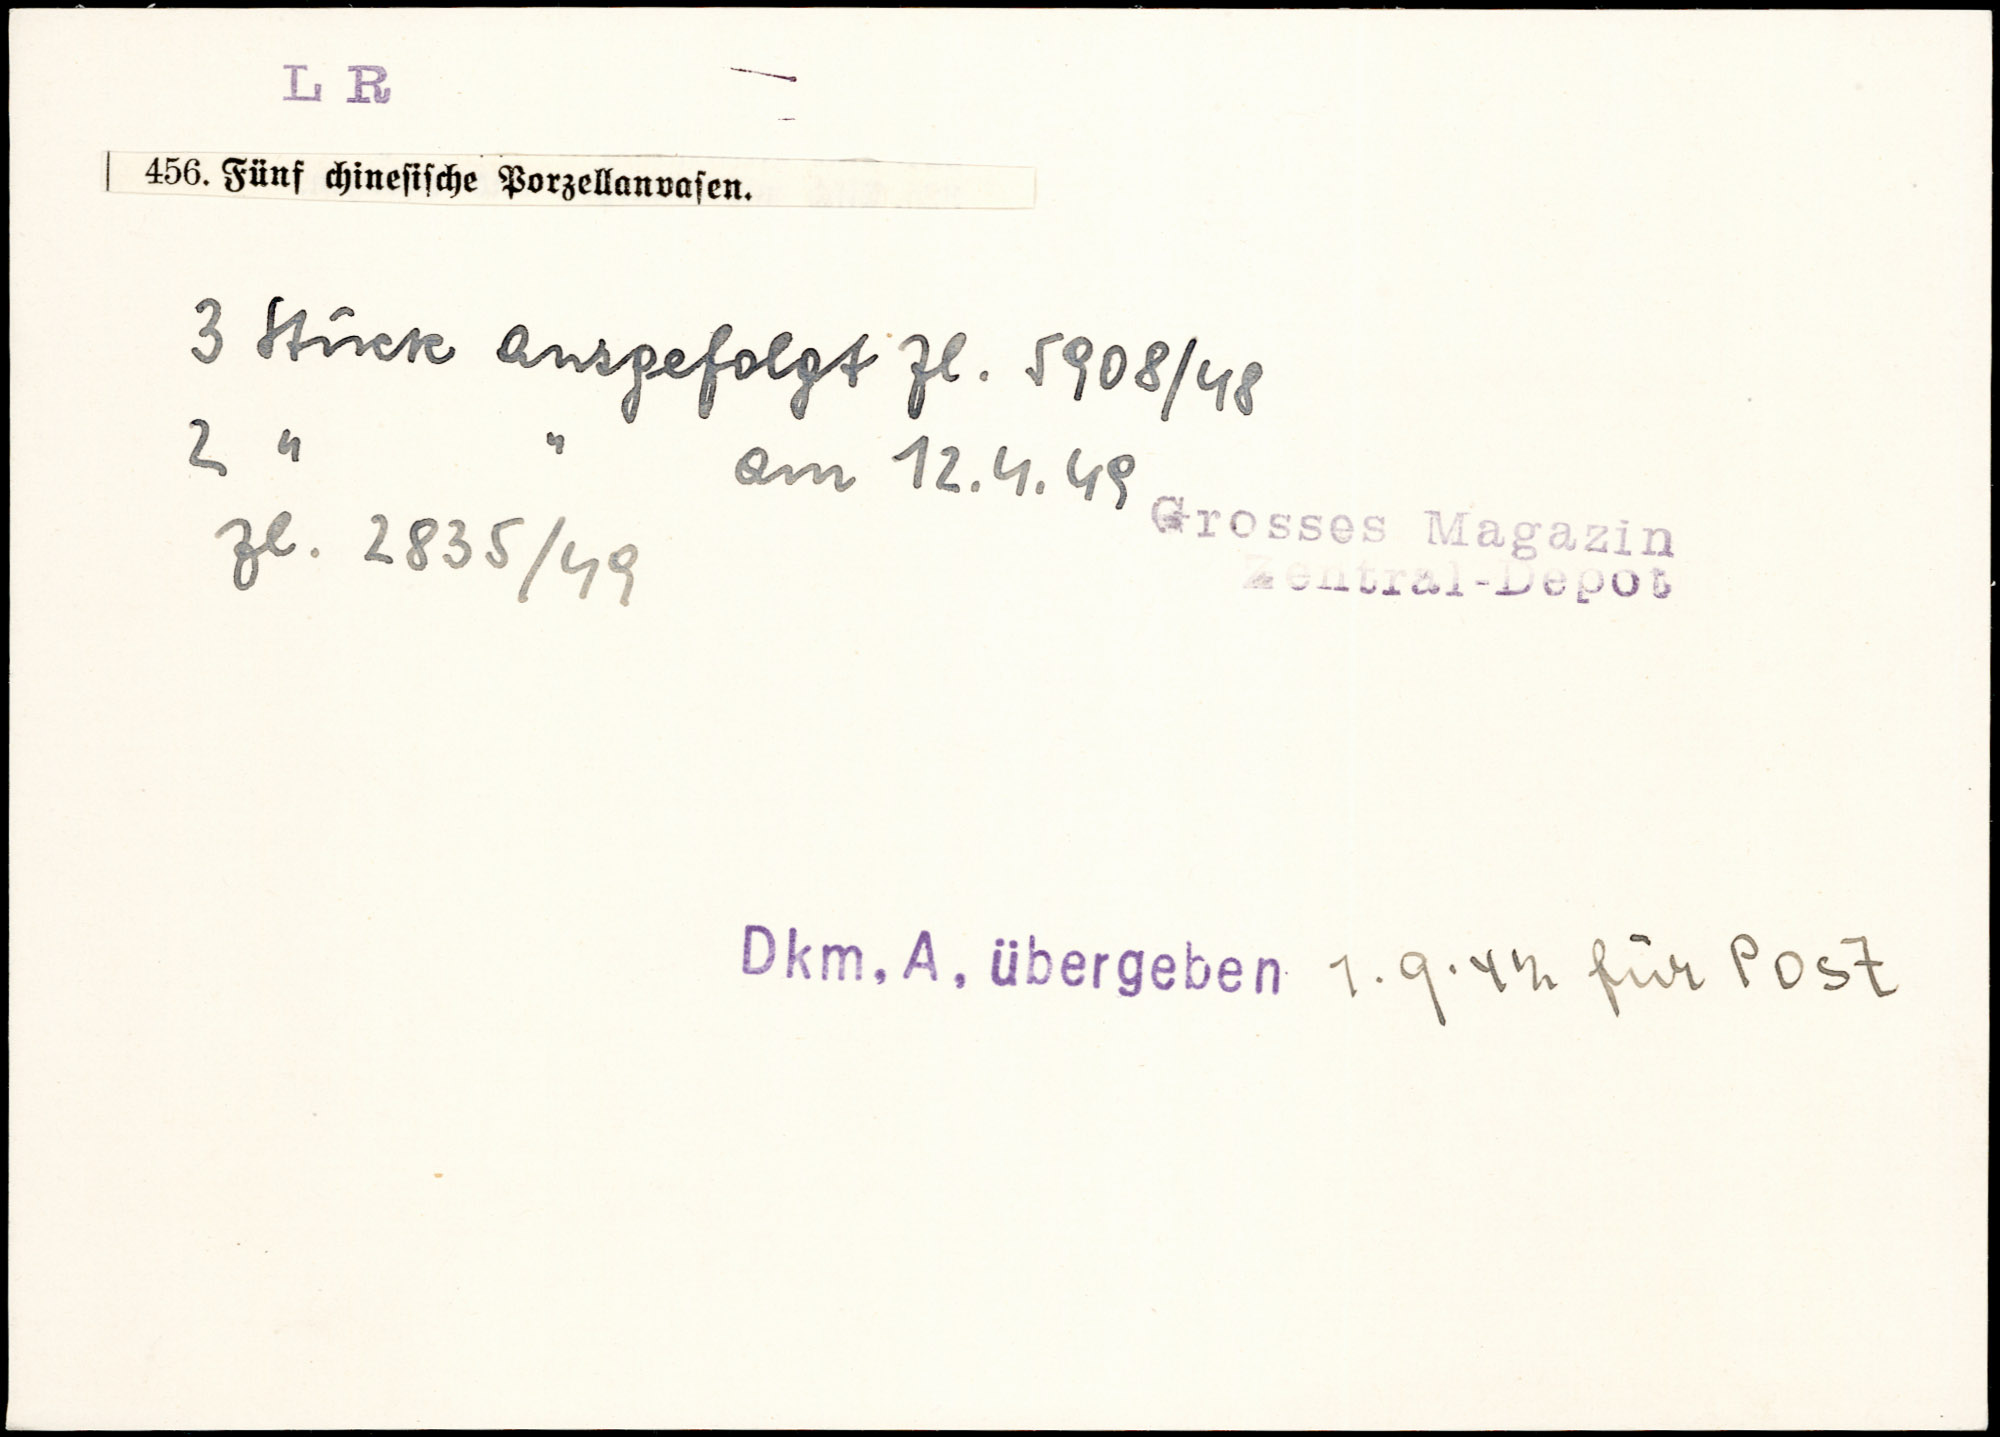 L R
456. Fünf chinesische Porzellanvasen.
3 Stück ausgefolgt Zl. 5908/48
2 " " am 12.4.49
Zl. 2835/49
Grosses Magazin
Zentral-Depot
Dkm. A. übergeben 1.9. für Post